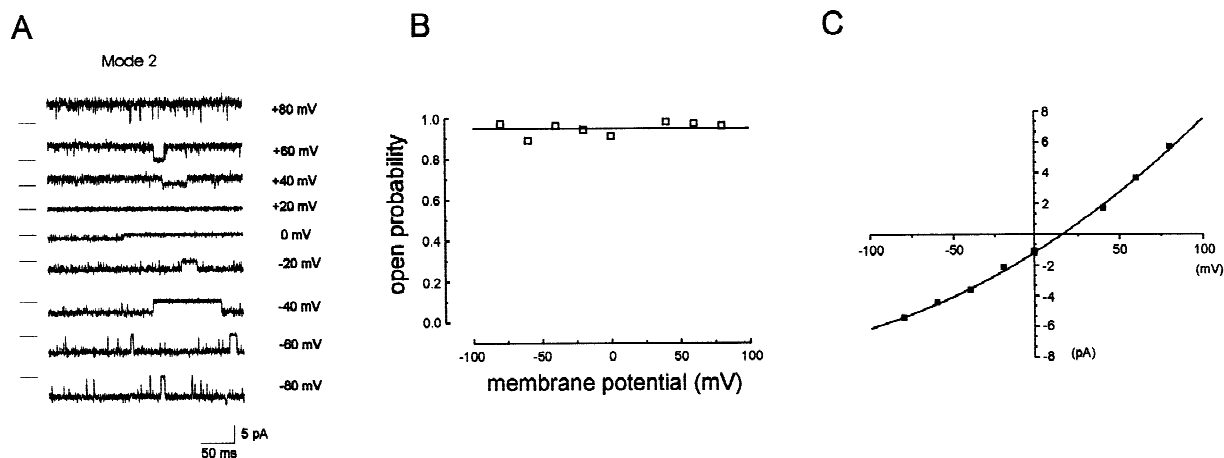 A
Mode 2
+80 mV
+60 mV
+40 mV
+20 mV
0 mV
-20 mV
-40 mV
-60 mV
-80 mV
5 pA
50 ms
B
open probability
1.0
0.8
0.6
0.4
0.2
0.0
-100
-50
0
50
100
membrane potential (mV)
C
8
6
4
2
-100
-50
50
100
(mV)
-2
-4
-6
-8
(pA)